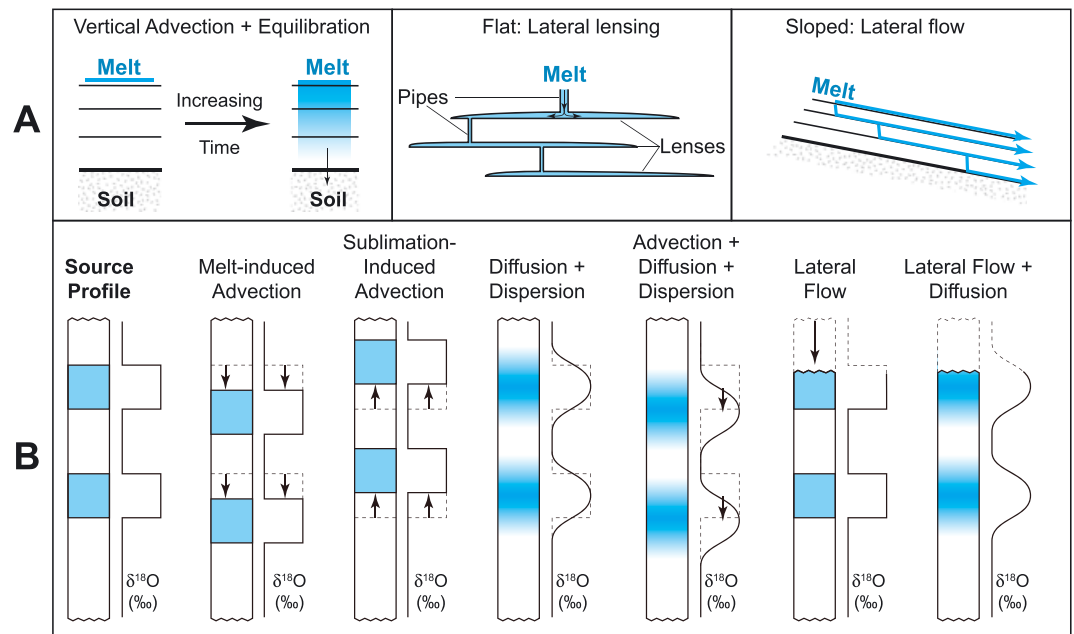 A
Vertical Advection + Equilibration
Melt
Increasing
Time
Soil
Melt
Soil
Flat: Lateral lensing
Melt
Pipes
Lenses
Sloped: Lateral flow
Melt
B
Source
Profile
δ¹⁸O
(‰)
Melt-induced
Advection
δ¹⁸O
(‰)
Sublimation-
Induced
Advection
δ¹⁸O
(‰)
Diffusion +
Dispersion
δ¹⁸O
(‰)
Advection +
Diffusion +
Dispersion
δ¹⁸O
(‰)
Lateral
Flow
δ¹⁸O
(‰)
Lateral Flow +
Diffusion
δ¹⁸O
(‰)